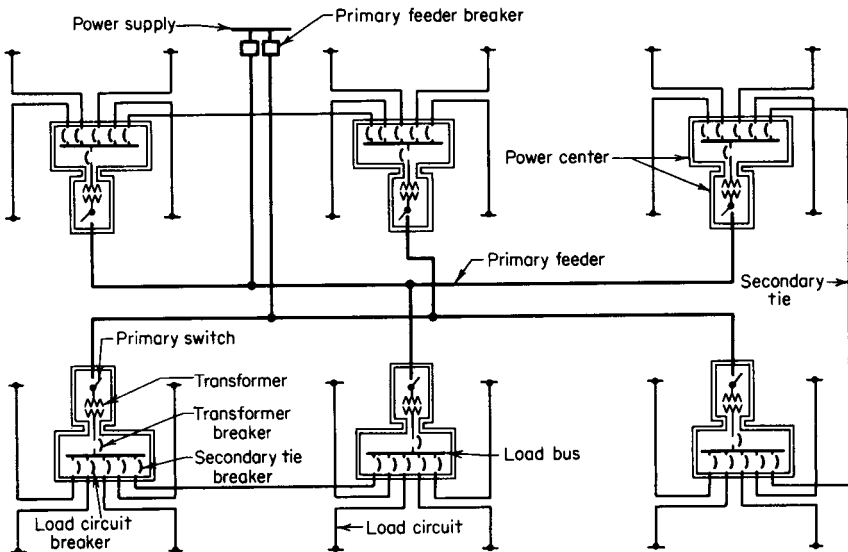 Power supply
Primary feeder breaker
Power center
Primary feeder
Secondary
tie
Primary switch
Transformer
Transformer
breaker
Secondary tie
breaker
Load bus
Load circuit
breaker
Load circuit